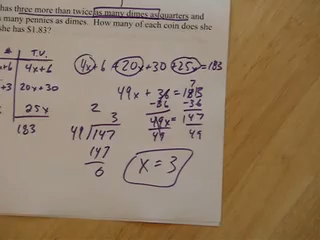 has three more than twice as many dimes as quarters and
s many pennies as dimes. How many of each coin does she
she has $1.83?
# T.V.
x+6 4x+6
+3 20x+30
25x
183
4x+6+20x+30+25x=183
49x + 36 = 183
-36 -36
49x = 147
49 49
3
49 147
147
0
x = 3